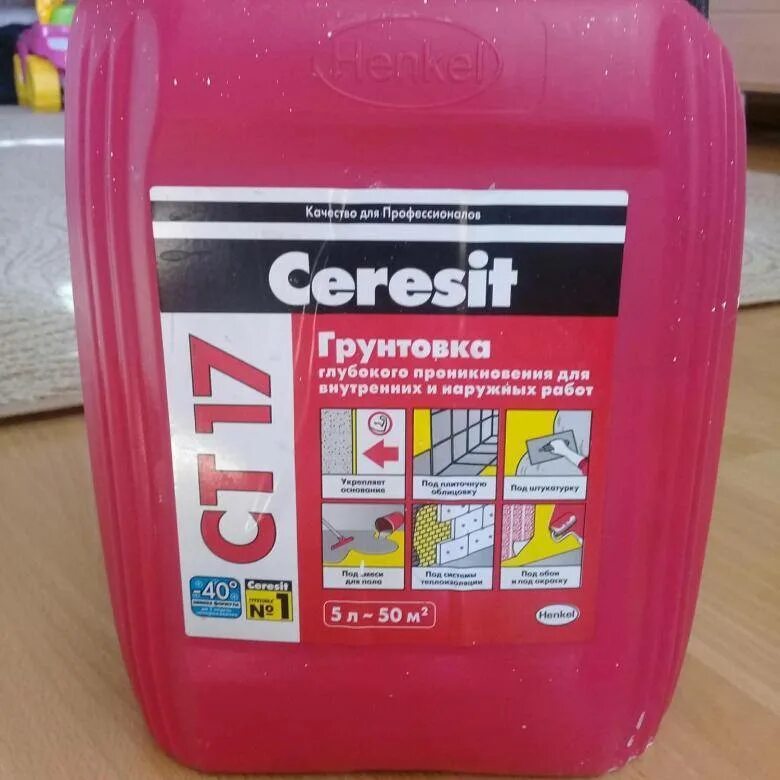 Henkel
Качество для Профессионалов
Ceresit
CT 17
Грунтовка
глубокого проникновения для
внутренних и наружных работ
Укрепляет
основание
Под плиточную
облицовку
Под штукатурку
Под смеси
для пола
Под системы
теплоизоляции
Под обои
и под окраску
-40°
Ceresit
№1
5 л ~ 50 м²
Henkel